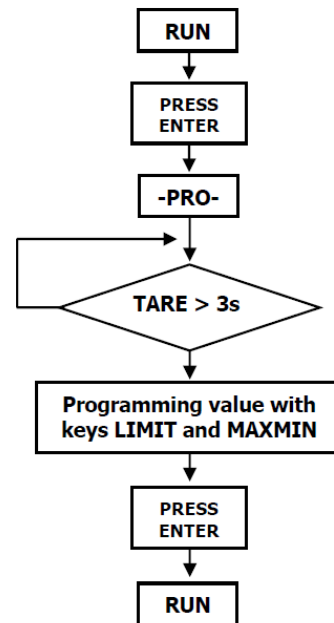 RUN
PRESS
ENTER
-PRO-
TARE > 3s
Programming value with
keys LIMIT and MAXMIN
PRESS
ENTER
RUN